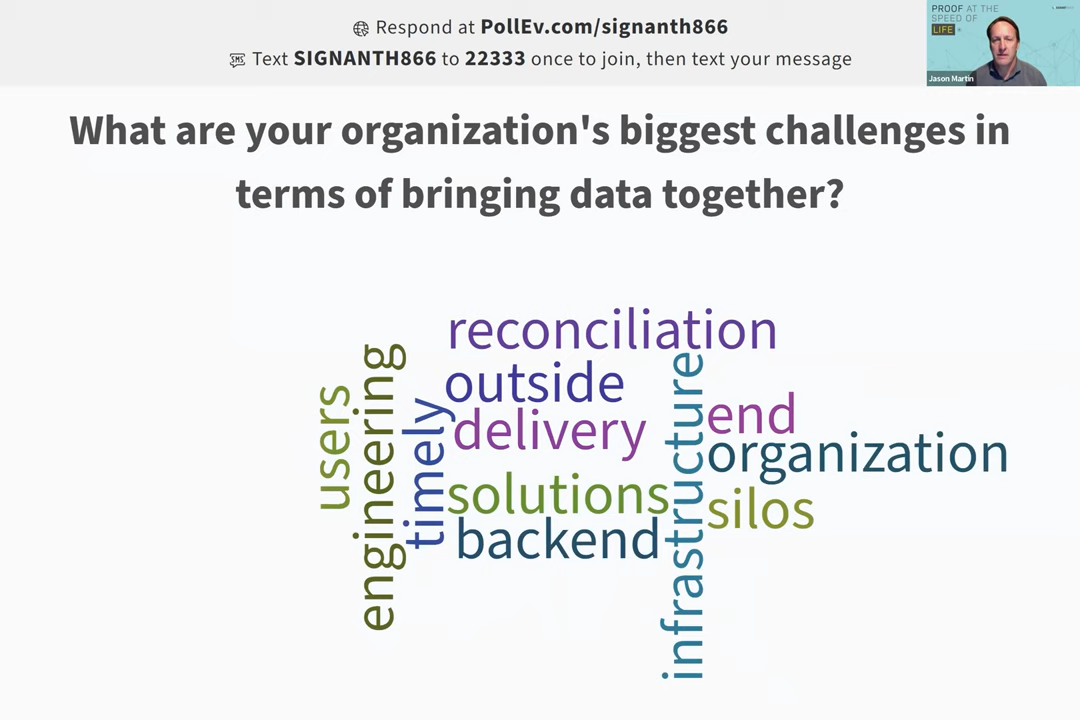 Respond at PollEv.com/signanth866
Text SIGNANTH866 to 22333 once to join, then text your message
PROOF AT THE
SPEED OF
LIFE
Jason Martin
What are your organization's biggest challenges in
terms of bringing data together?
reconciliation
outside
delivery
solutions
backend
users
engineering
timely
infrastructure
end
organization
silos